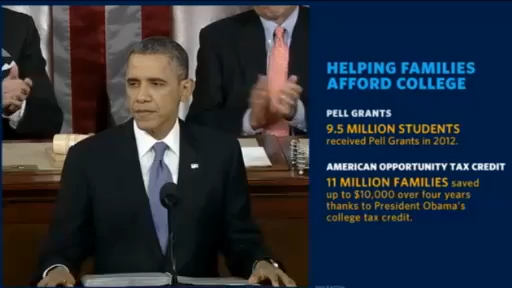 HELPING FAMILIES
AFFORD COLLEGE
PELL GRANTS
9.5 MILLION STUDENTS
received Pell Grants in 2012.
AMERICAN OPPORTUNITY TAX CREDIT
11 MILLION FAMILIES saved
up to $10,000 over four years
thanks to President Obama's
college tax credit.